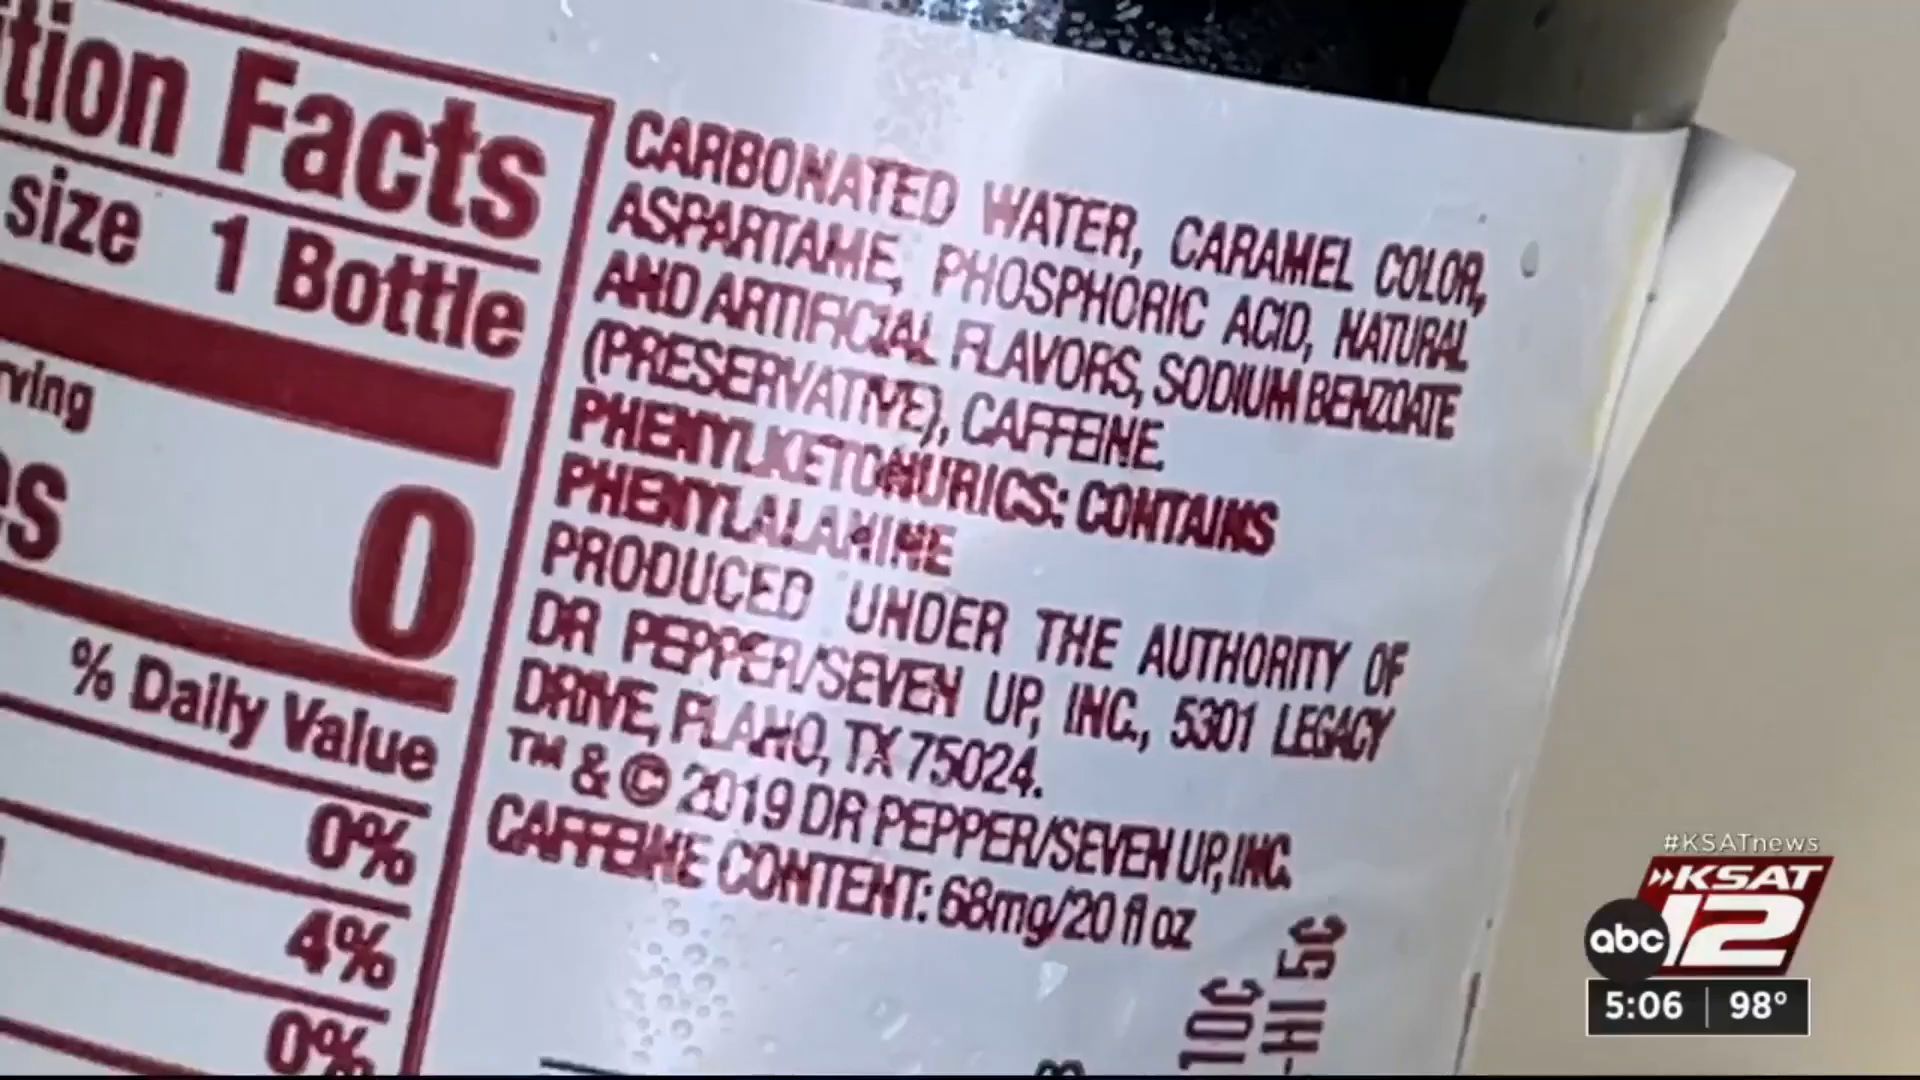 tion Facts
size 1 Bottle
rving
es 0
% Daily Value
0%
4%
0%
CARBONATED WATER, CARAMEL COLOR,
ASPARTAME, PHOSPHORIC ACID, NATURAL
AND ARTIFICIAL FLAVORS, SODIUM BENZOATE
(PRESERVATIVE), CAFFEINE.
PHENYLKETONURICS: CONTAINS
PHENYLALANINE
PRODUCED UNDER THE AUTHORITY OF
DR PEPPER/SEVEN UP, INC., 5301 LEGACY
DRIVE, PLANO, TX 75024.
™ & © 2019 DR PEPPER/SEVEN UP, INC.
CAFFEINE CONTENT: 68mg/20 fl oz
10¢
-HI 5¢
#KSATnews
KSAT
abc 12
5:06 | 98°